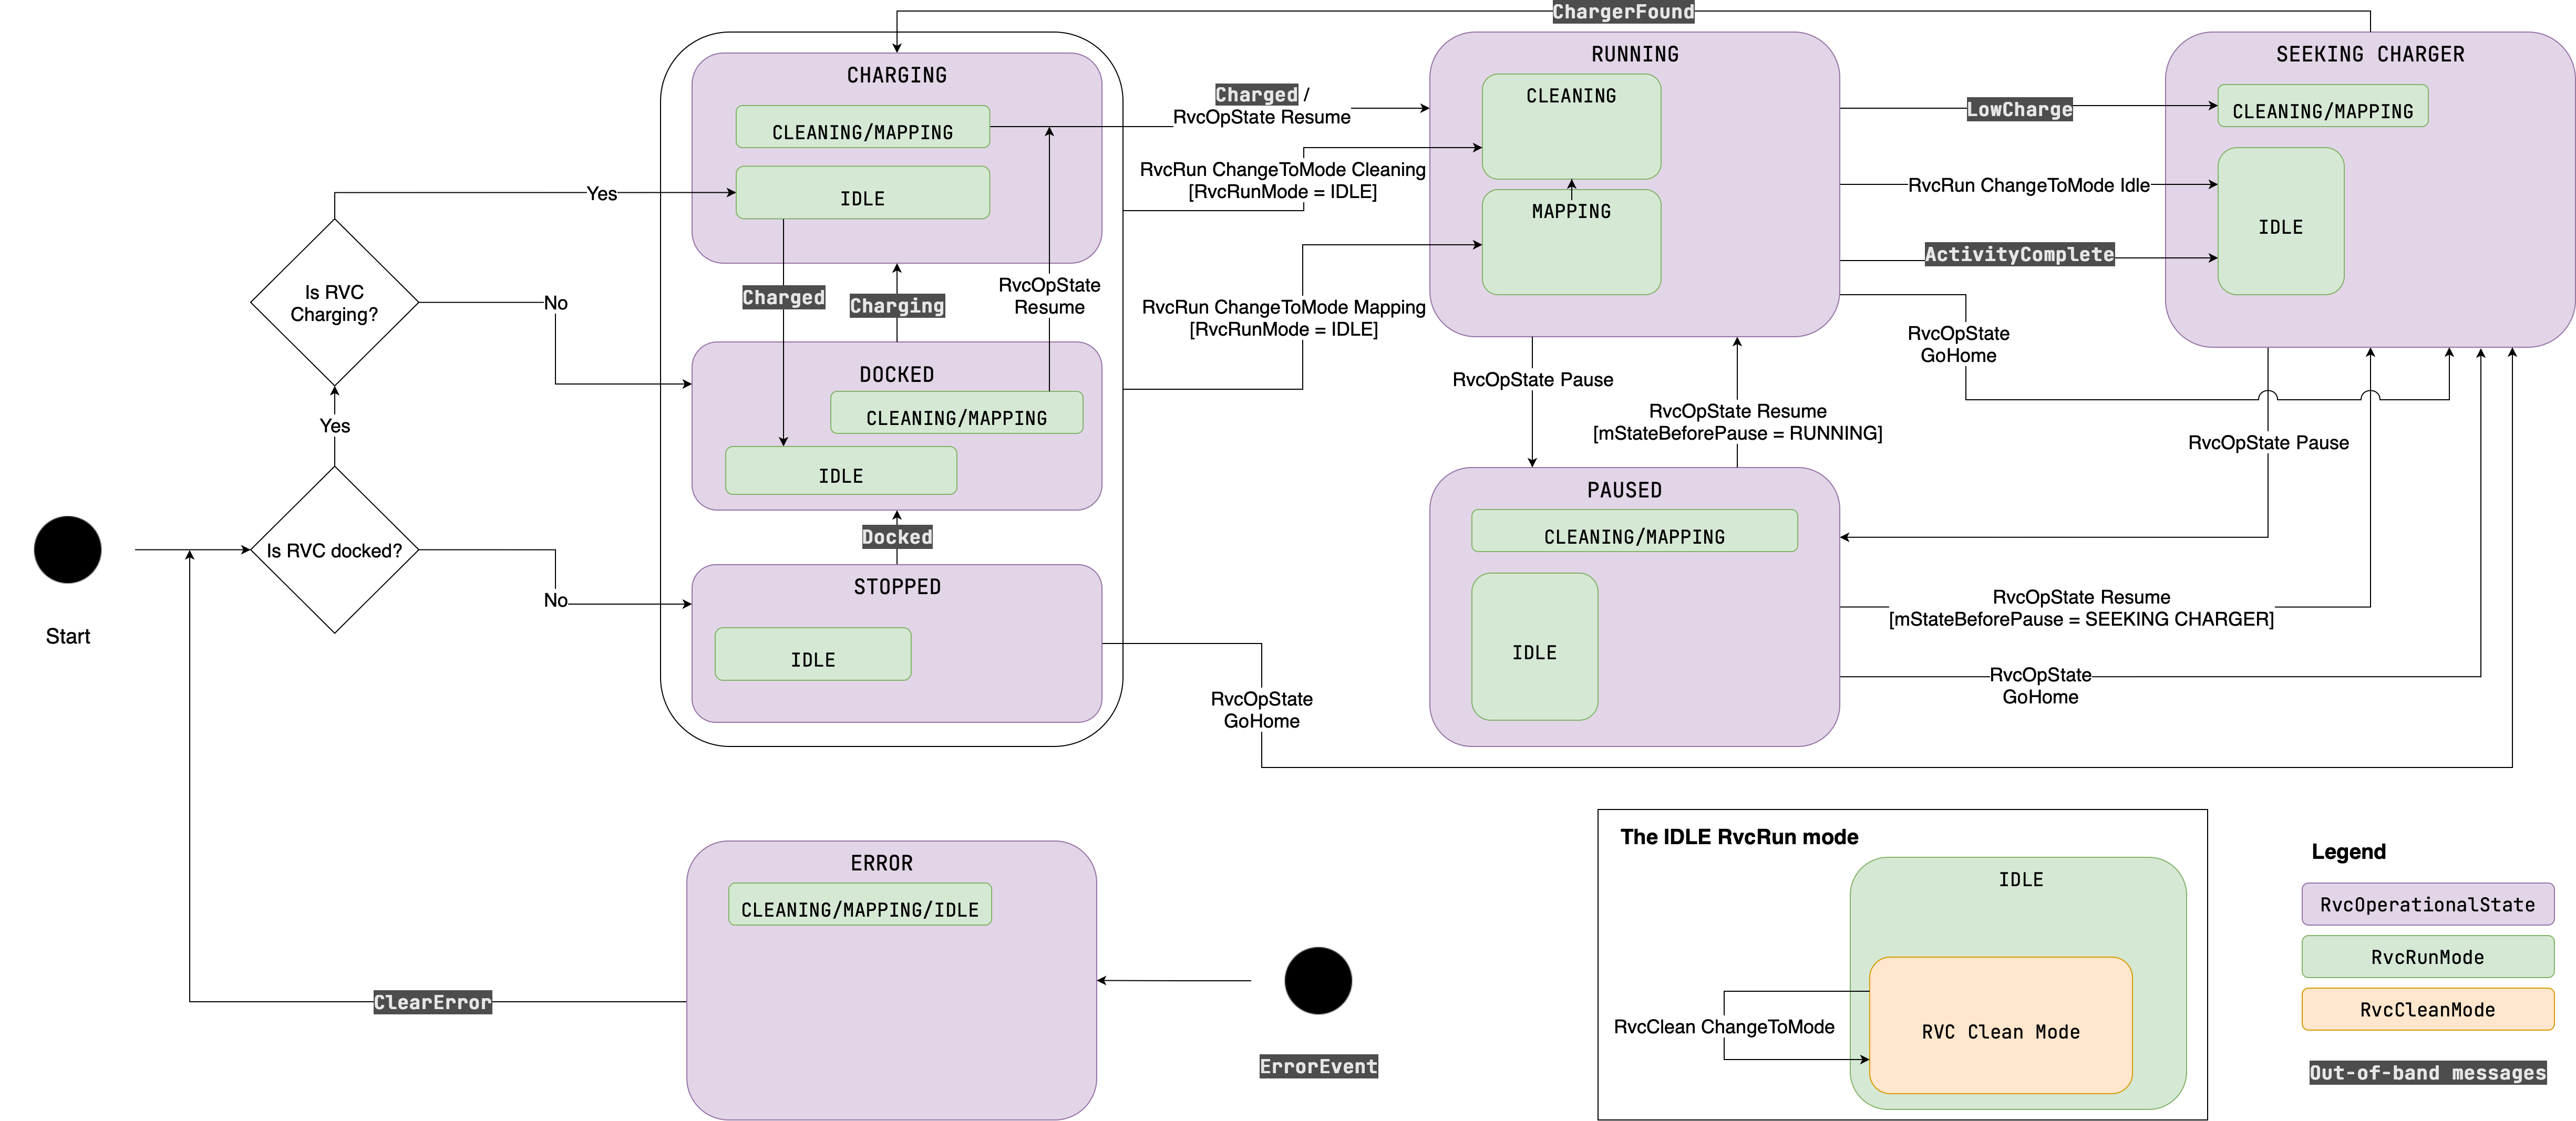 ChargerFound
CHARGING
CLEANING/MAPPING
IDLE
Charged
Charging
RvcOpState
Resume
DOCKED
CLEANING/MAPPING
IDLE
Docked
STOPPED
IDLE
Yes
Is RVC
Charging?
No
Yes
Is RVC docked?
No
Start
Charged /
RvcOpState Resume
RvcRun ChangeToMode Cleaning
[RvcRunMode = IDLE]
RvcRun ChangeToMode Mapping
[RvcRunMode = IDLE]
RUNNING
CLEANING
MAPPING
LowCharge
RvcRun ChangeToMode Idle
ActivityComplete
RvcOpState
GoHome
SEEKING CHARGER
CLEANING/MAPPING
IDLE
RvcOpState Pause
RvcOpState Resume
[mStateBeforePause = RUNNING]
RvcOpState Pause
PAUSED
CLEANING/MAPPING
IDLE
RvcOpState Resume
[mStateBeforePause = SEEKING CHARGER]
RvcOpState
GoHome
RvcOpState
GoHome
ERROR
CLEANING/MAPPING/IDLE
ClearError
ErrorEvent
The IDLE RvcRun mode
IDLE
RvcClean ChangeToMode
RVC Clean Mode
Legend
RvcOperationalState
RvcRunMode
RvcCleanMode
Out-of-band messages